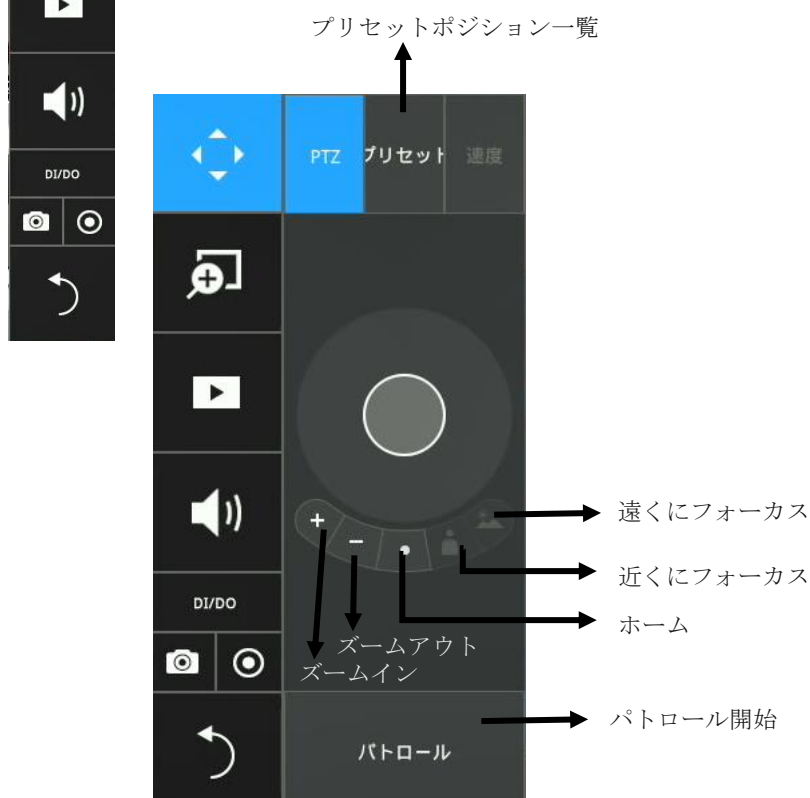 プリセットポジション一覧
DI/DO
PTZ
プリセット
速度
遠くにフォーカス
近くにフォーカス
ホーム
DI/DO
ズームアウト
ズームイン
パトロール開始
パトロール